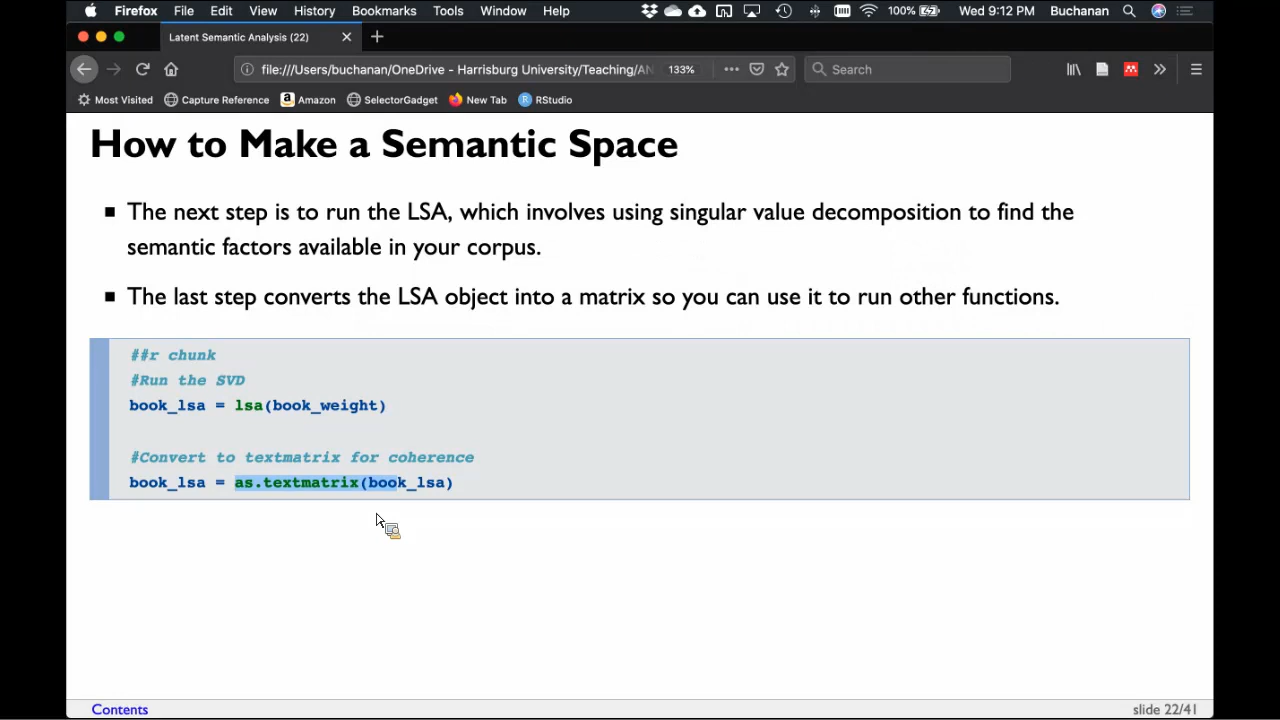 Firefox File Edit View History Bookmarks Tools Window Help 100% Wed 9:12 PM Buchanan
Latent Semantic Analysis (22)
file:///Users/buchanan/OneDrive - Harrisburg University/Teaching/AN 133% Search
Most Visited Capture Reference Amazon SelectorGadget New Tab RStudio
How to Make a Semantic Space
The next step is to run the LSA, which involves using singular value decomposition to find the
semantic factors available in your corpus.
The last step converts the LSA object into a matrix so you can use it to run other functions.
##r chunk
#Run the SVD
book_lsa = lsa(book_weight)
#Convert to textmatrix for coherence
book_lsa = as.textmatrix(book_lsa)
Contents slide 22/41